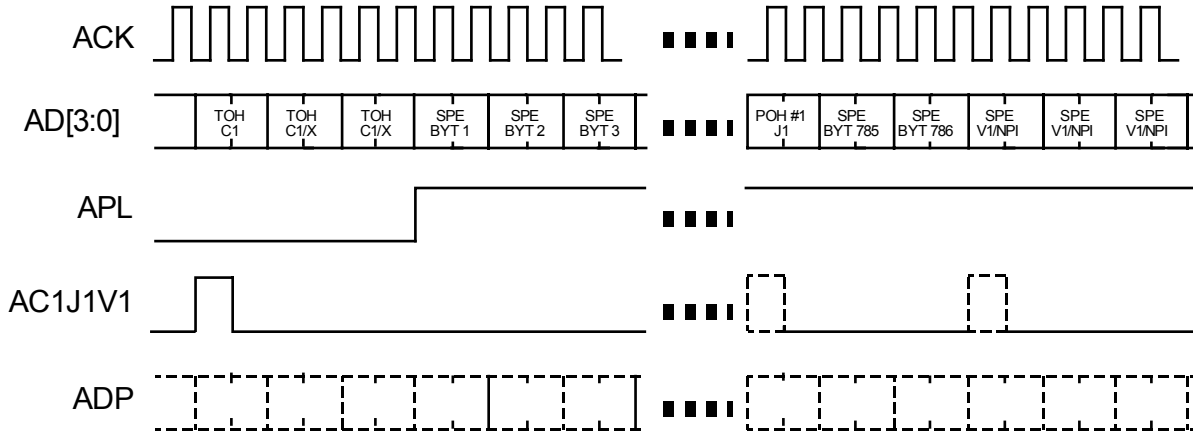 ACK
AD[3:0]
TOH
C1
TOH
C1/X
TOH
C1/X
SPE
BYT 1
SPE
BYT 2
SPE
BYT 3
POH #1
J1
SPE
BYT 785
SPE
BYT 786
SPE
V1/NPI
SPE
V1/NPI
SPE
V1/NPI
APL
AC1J1V1
ADP